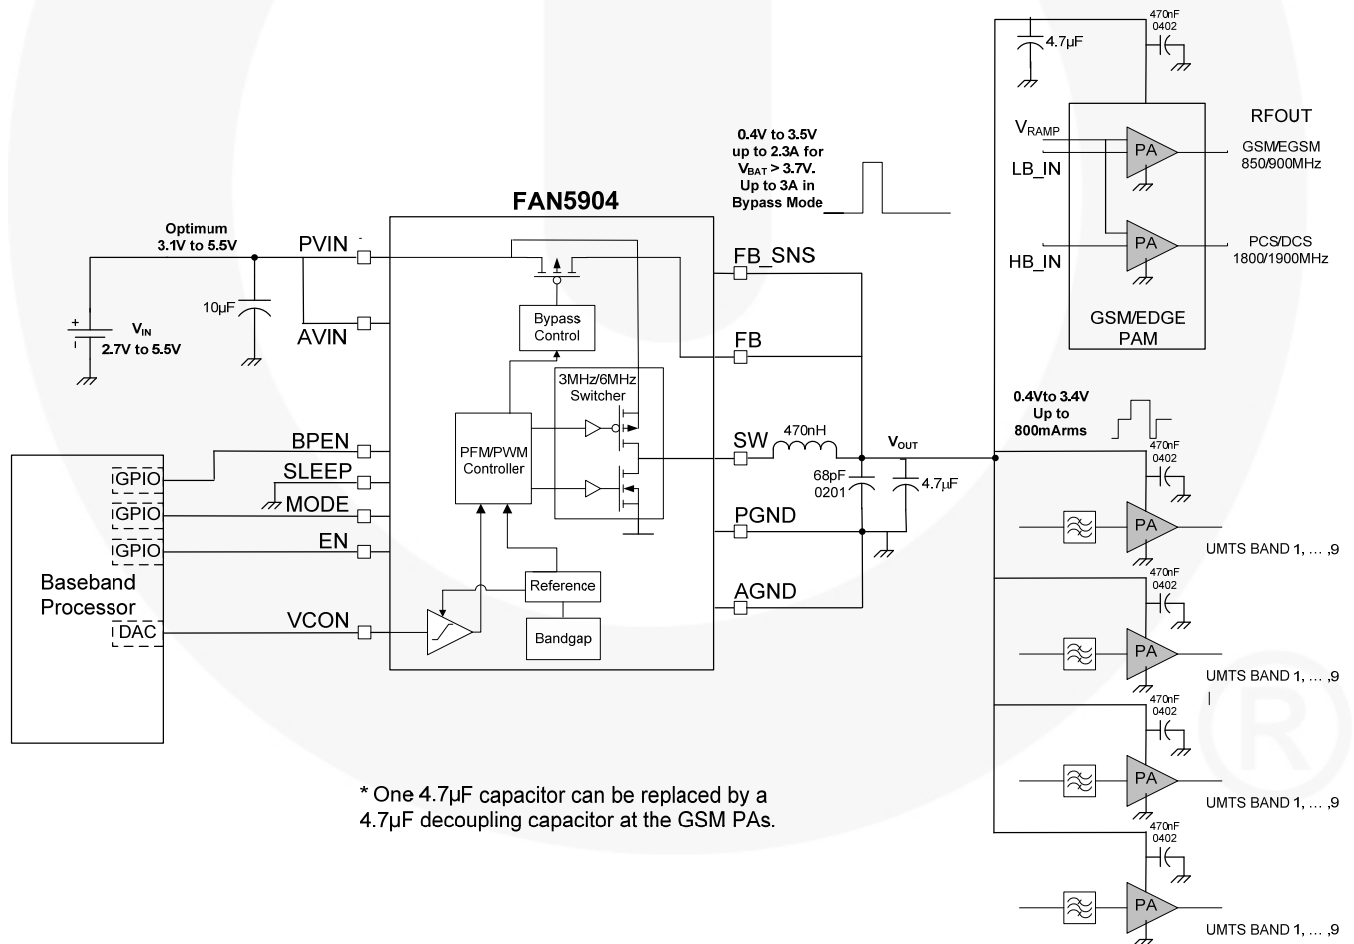 470nF
0402
4.7µF
RFOUT
VRAMP
PA
GSM/EGSM
850/900MHz
LB_IN
PA
PCS/DCS
1800/1900MHz
HB_IN
GSM/EDGE
PAM
0.4V to 3.5V
up to 2.3A for
VBAT > 3.7V.
Up to 3A in
Bypass Mode
FAN5904
Optimum
3.1V to 5.5V
PVIN
10µF
AVIN
+
-
VIN
2.7V to 5.5V
Bypass
Control
3MHz/6MHz
Switcher
PFM/PWM
Controller
Reference
Bandgap
FB_SNS
FB
SW
470nH
VOUT
68pF
0201
4.7µF
PGND
AGND
BPEN
SLEEP
MODE
EN
VCON
GPIO
GPIO
GPIO
Baseband
Processor
DAC
0.4Vto 3.4V
Up to
800mArms
470nF
0402
PA
UMTS BAND 1, ... ,9
470nF
0402
PA
UMTS BAND 1, ... ,9
470nF
0402
PA
UMTS BAND 1, ... ,9
470nF
0402
PA
UMTS BAND 1, ... ,9
* One 4.7µF capacitor can be replaced by a
4.7µF decoupling capacitor at the GSM PAs.
®